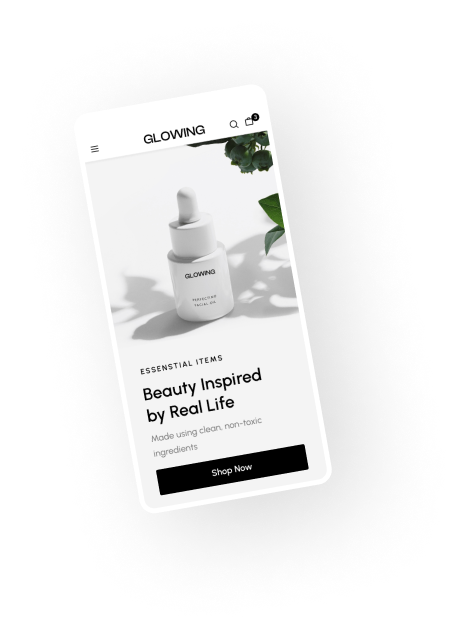 GLOWING
3
GLOWING
PERFECTING
FACIAL OIL
ESSENSTIAL ITEMS
Beauty Inspired
by Real Life
Made using clean, non-toxic
ingredients
Shop Now